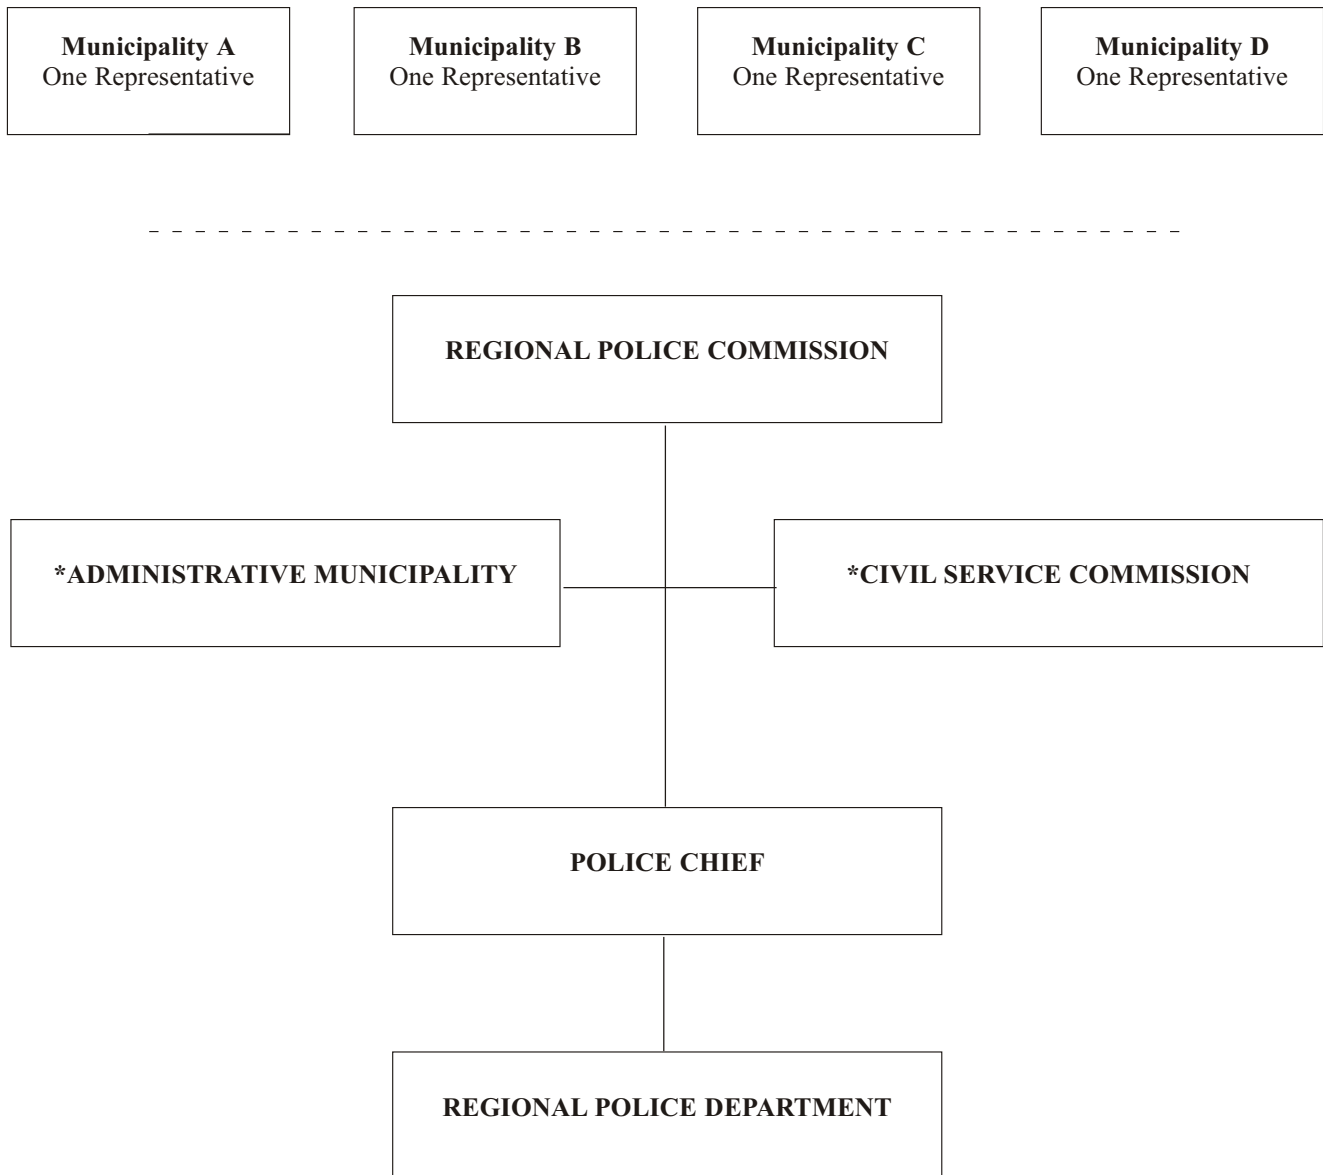 Municipality A
One Representative
Municipality B
One Representative
Municipality C
One Representative
Municipality D
One Representative
REGIONAL POLICE COMMISSION
*ADMINISTRATIVE MUNICIPALITY
*CIVIL SERVICE COMMISSION
POLICE CHIEF
REGIONAL POLICE DEPARTMENT